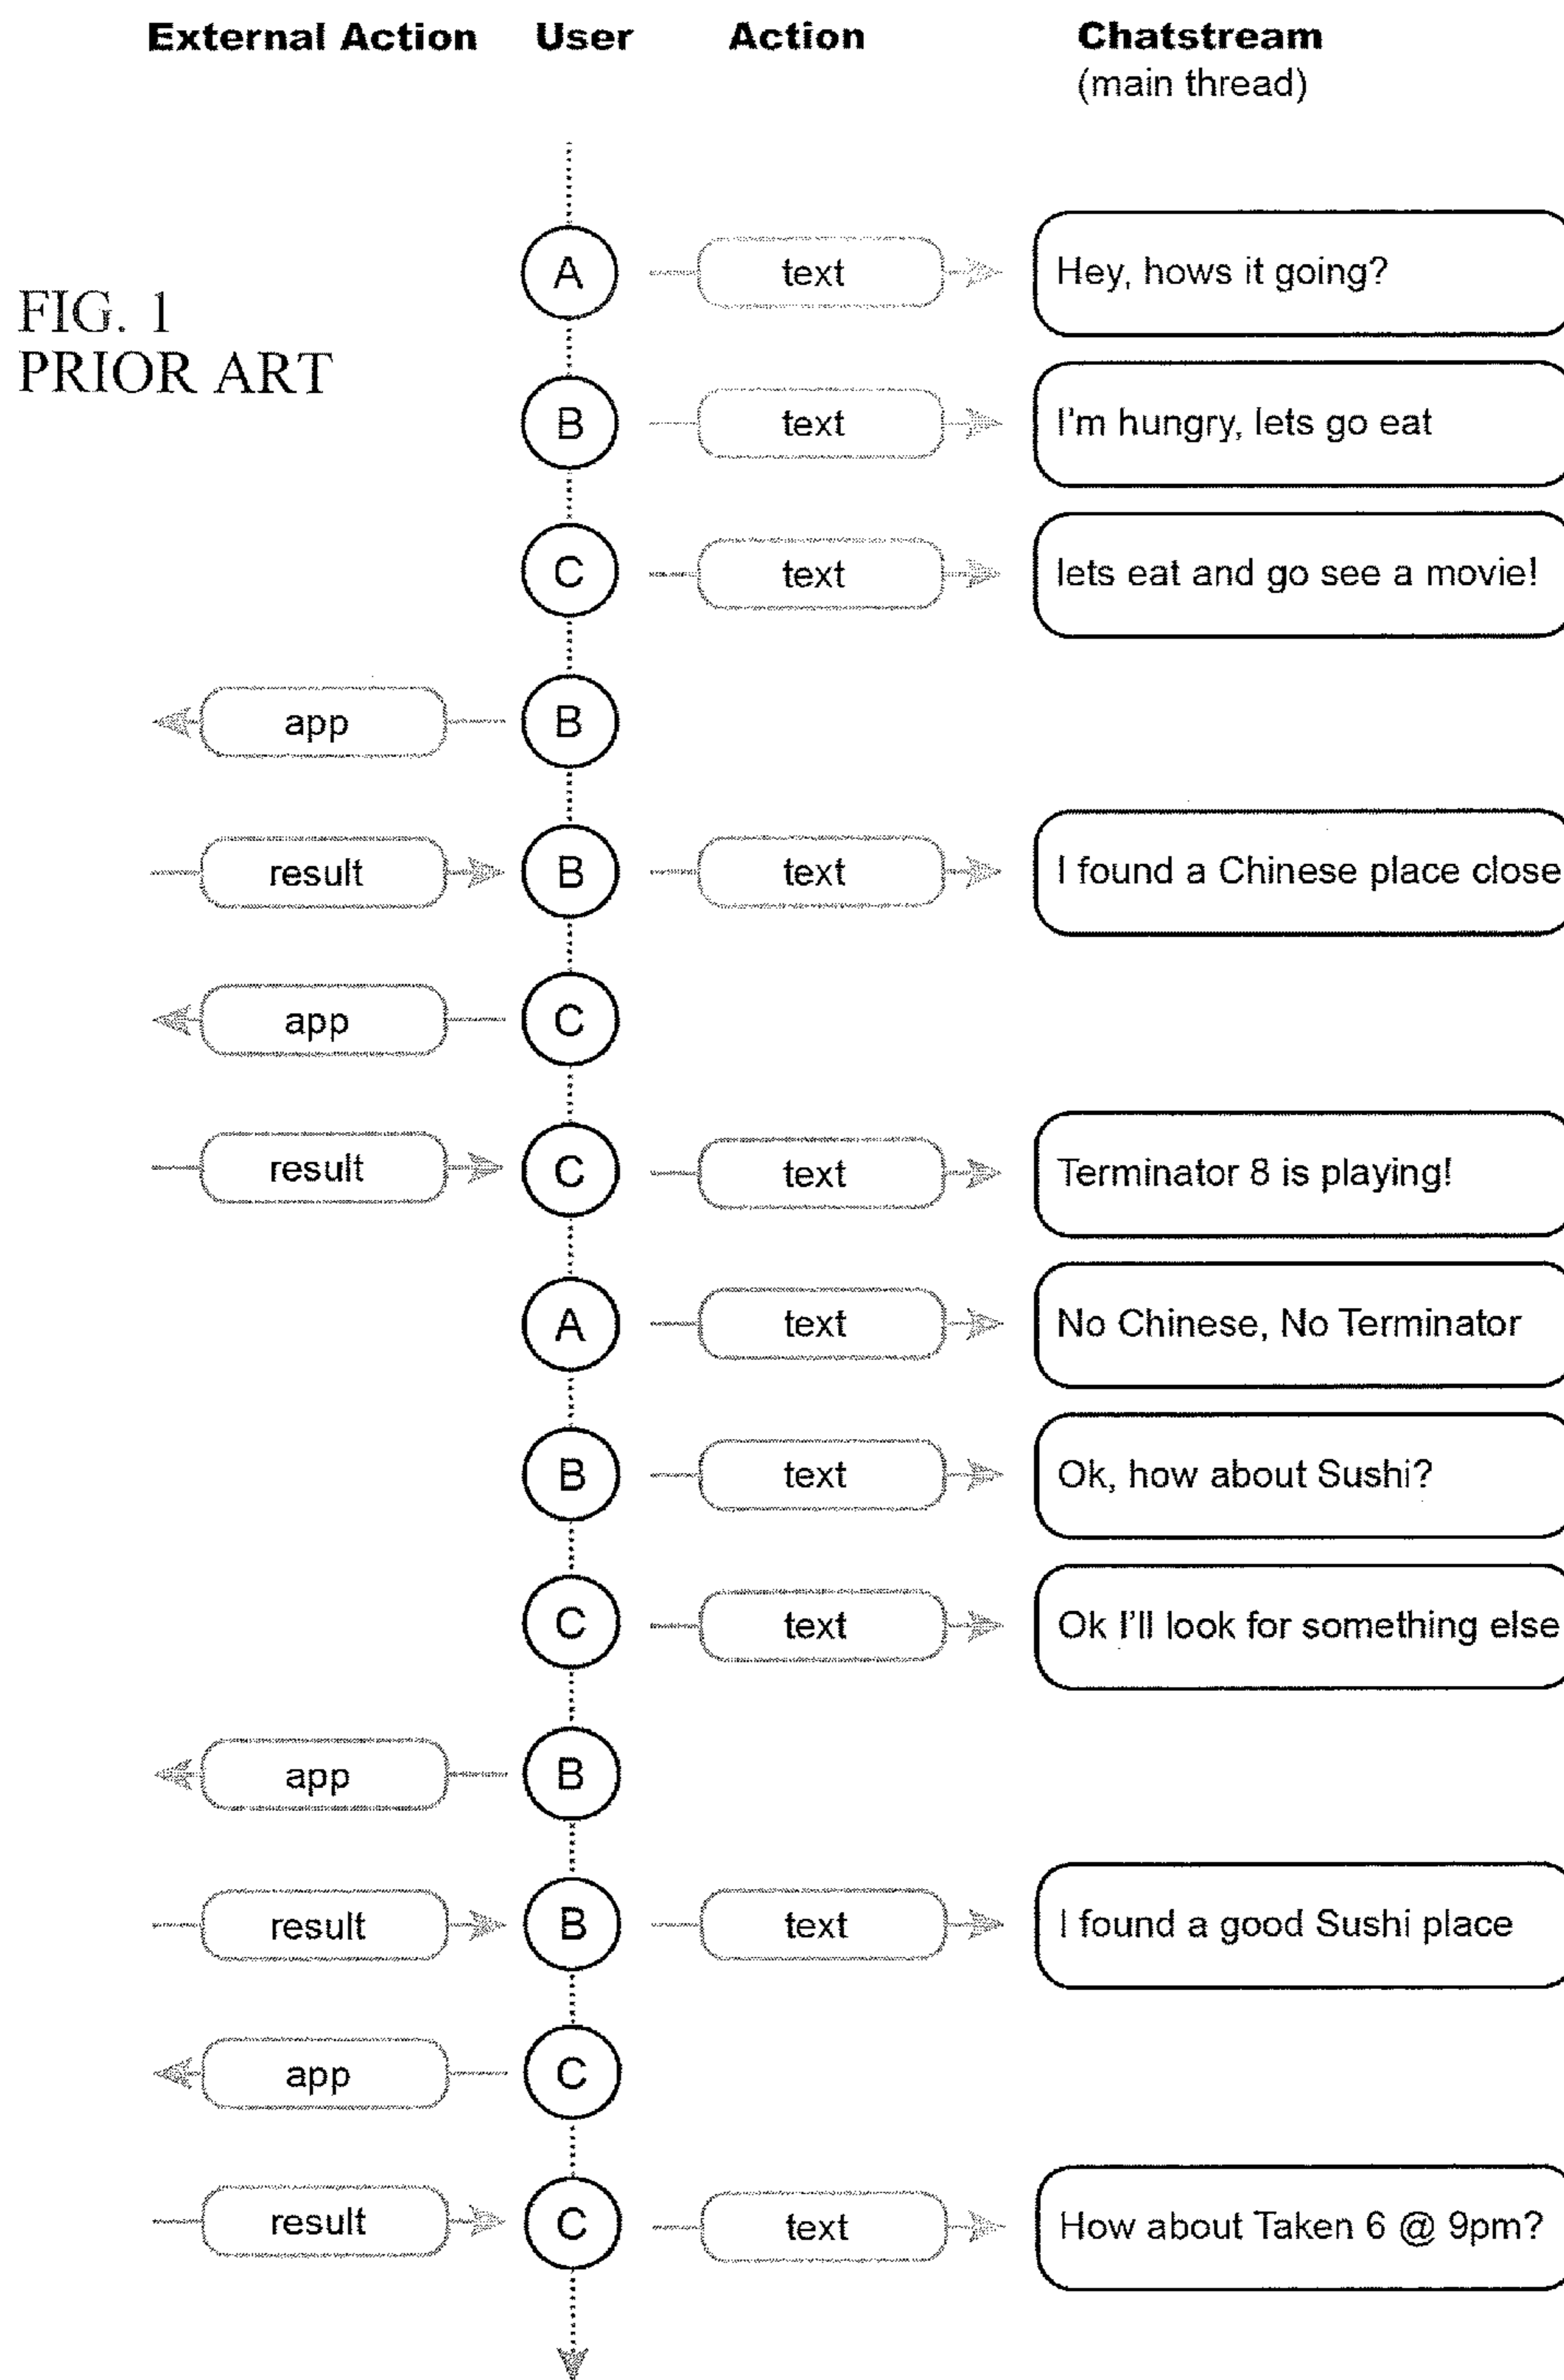 External Action User Action Chatstream
(main thread)
FIG. 1
PRIOR ART
A text Hey, hows it going?
B text I'm hungry, lets go eat
C text lets eat and go see a movie!
app B
result B text I found a Chinese place close
app C
result C text Terminator 8 is playing!
A text No Chinese, No Terminator
B text Ok, how about Sushi?
C text Ok I'll look for something else
app B
result B text I found a good Sushi place
app C
result C text How about Taken 6 @ 9pm?